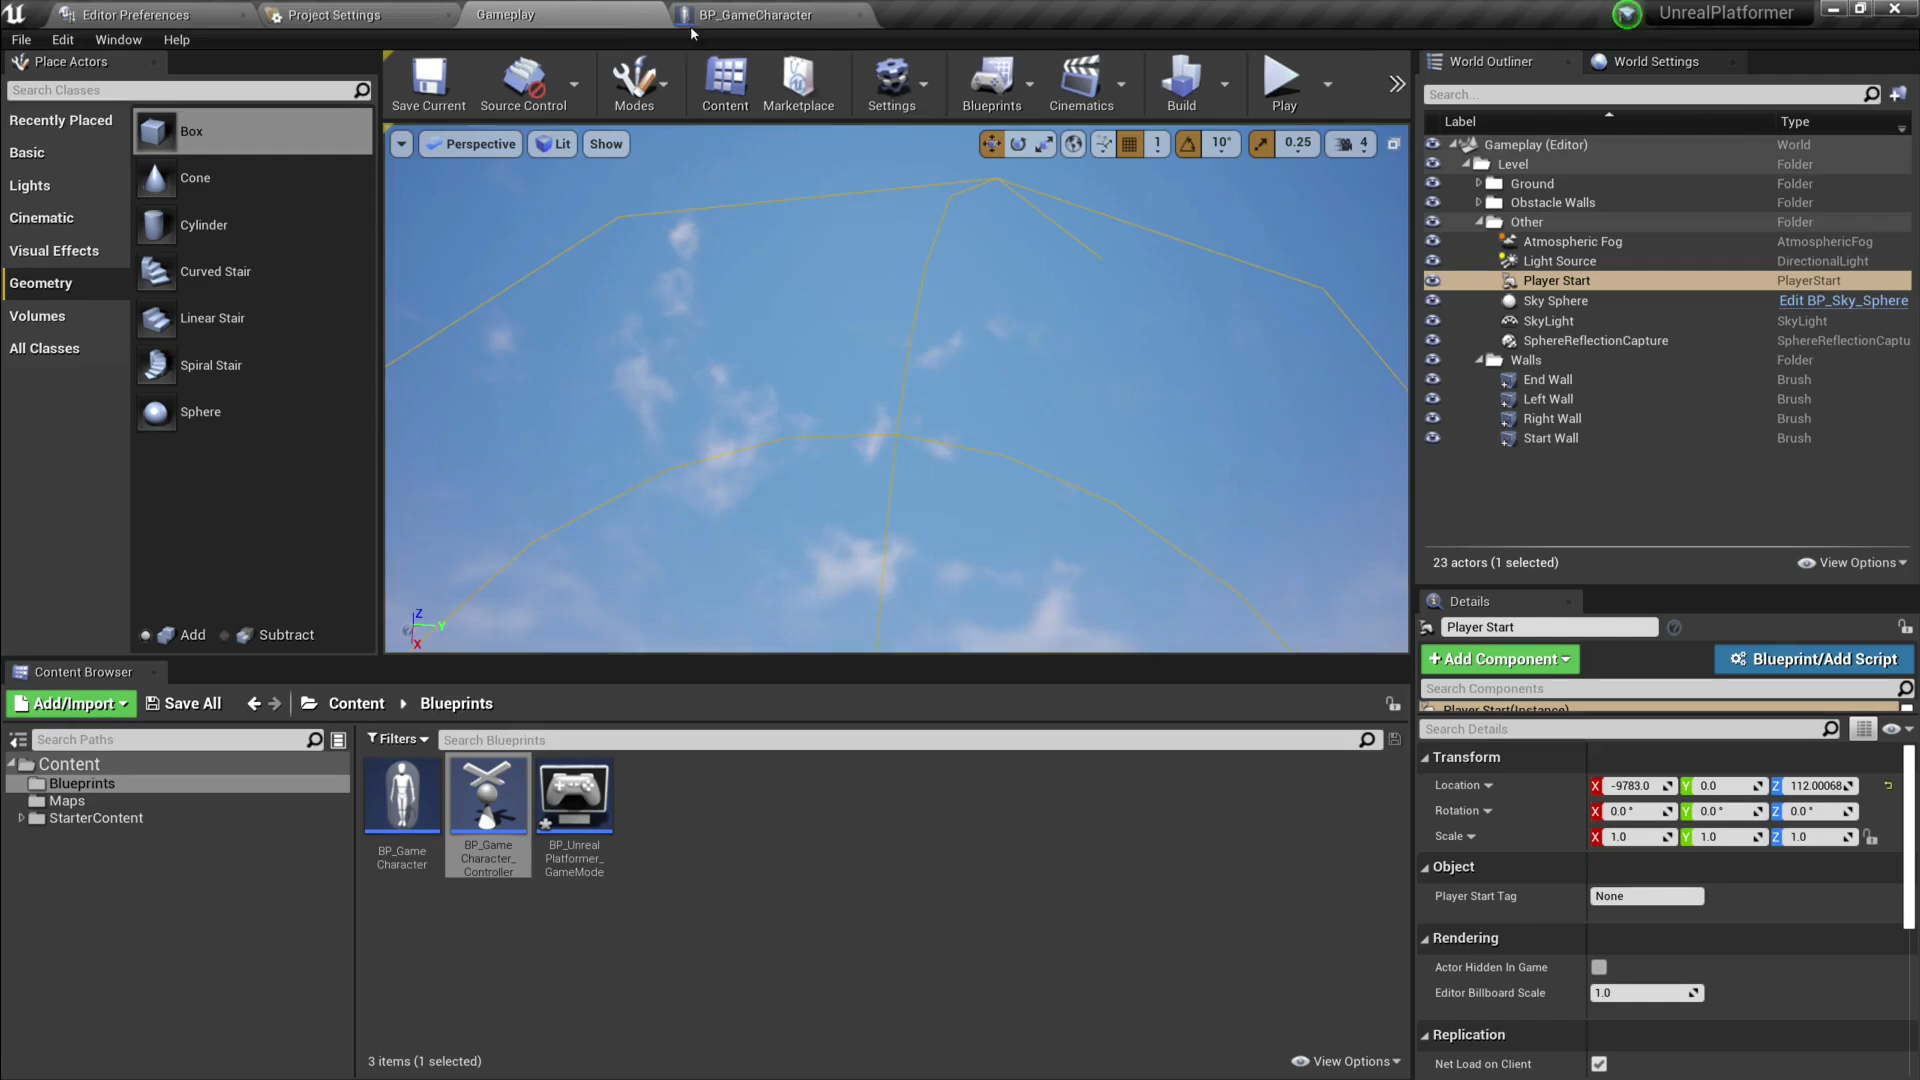 Editor Preferences
Project Settings
Gameplay
BP_GameCharacter
UnrealPlatformer
File Edit Window Help
Place Actors
Search Classes
Recently Placed
Basic
Lights
Cinematic
Visual Effects
Geometry
Volumes
All Classes
Box
Cone
Cylinder
Curved Stair
Linear Stair
Spiral Stair
Sphere
Add Subtract
Save Current Source Control Modes Content Marketplace Settings Blueprints Cinematics Build Play
Perspective Lit Show
1 10° 0.25 4
Z
Y
X
World Outliner
World Settings
Search...
Label Type
Gameplay (Editor) World
Level Folder
Ground Folder
Obstacle Walls Folder
Other Folder
Atmospheric Fog AtmosphericFog
Light Source DirectionalLight
Player Start PlayerStart
Sky Sphere Edit BP_Sky_Sphere
SkyLight SkyLight
SphereReflectionCapture SphereReflectionCaptu
Walls Folder
End Wall Brush
Left Wall Brush
Right Wall Brush
Start Wall Brush
23 actors (1 selected) View Options
Details
Player Start
+Add Component Blueprint/Add Script
Search Components
Player Start(Instance)
Search Details
Transform
Location X -9783.0 Y 0.0 Z 112.00068
Rotation X 0.0 ° Y 0.0 ° Z 0.0 °
Scale X 1.0 Y 1.0 Z 1.0
Object
Player Start Tag None
Rendering
Actor Hidden In Game
Editor Billboard Scale 1.0
Replication
Net Load on Client
Content Browser
Add/Import Save All Content Blueprints
Search Paths
Filters Search Blueprints
Content
Blueprints
Maps
StarterContent
BP_Game
Character
BP_Game
Character_
Controller
BP_Unreal
Platformer_
GameMode
3 items (1 selected) View Options